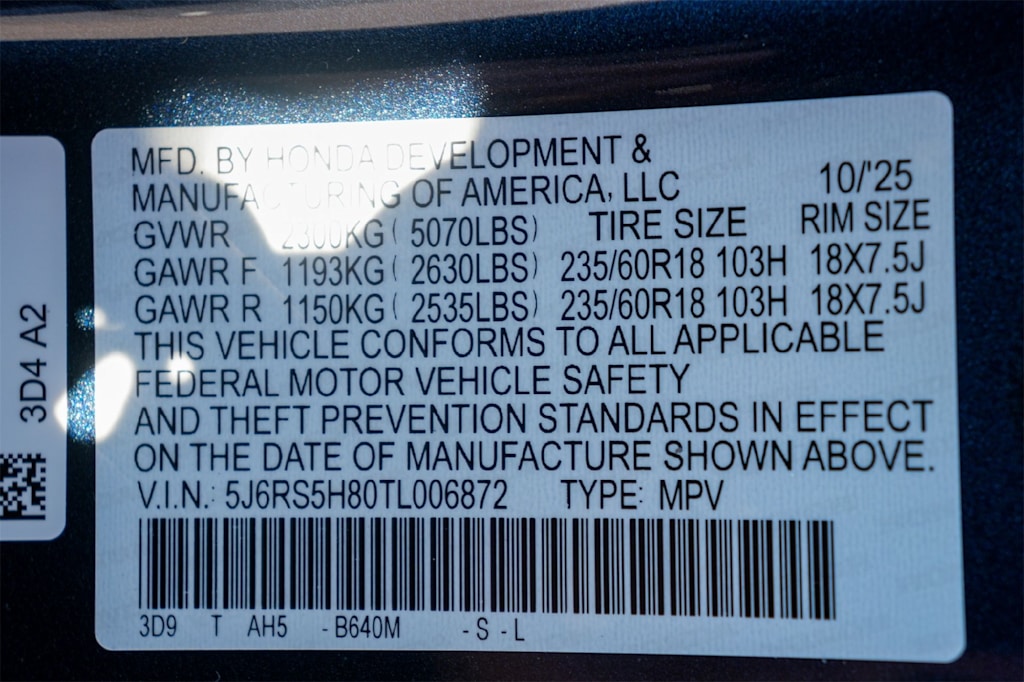 3D4 A2
MFD. BY HONDA DEVELOPMENT &
MANUFACTURING OF AMERICA, LLC 10/'25
GVWR 2300KG ( 5070LBS) TIRE SIZE RIM SIZE
GAWR F 1193KG ( 2630LBS) 235/60R18 103H 18X7.5J
GAWR R 1150KG ( 2535LBS) 235/60R18 103H 18X7.5J
THIS VEHICLE CONFORMS TO ALL APPLICABLE
FEDERAL MOTOR VEHICLE SAFETY
AND THEFT PREVENTION STANDARDS IN EFFECT
ON THE DATE OF MANUFACTURE SHOWN ABOVE.
V.I.N.: 5J6RS5H80TL006872 TYPE: MPV
3D9 T AH5 - B640M - S - L